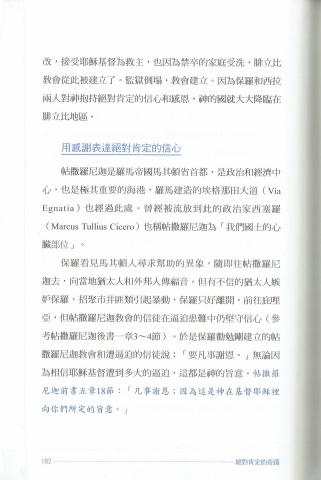 改，接受耶穌基督為救主，也因為禁卒的家庭受洗，腓立比
教會從此被建立了。監獄倒塌，教會建立。因為保羅和西拉
兩人對神抱持絕對肯定的信心和感恩，神的國就大大降臨在
腓立比地區。
用感謝表達絕對肯定的信心
帖撒羅尼迦是羅馬帝國馬其頓省首都，是政治和經濟中
心，也是極其重要的海港，羅馬建造的埃格那田大道（Via
Egnatia）也經過此處。曾經被流放到此的政治家西塞羅
（Marcus Tullius Cicero）也稱帖撒羅尼迦為「我們國土的心
臟部位」。
保羅看見馬其頓人尋求幫助的異象，隨即往帖撒羅尼
迦去，向當地猶太人和外邦人傳福音。但有不信的猶太人嫉
妒保羅，招聚市井匪類引起暴動，保羅只好離開，前往庇哩
亞，但帖撒羅尼迦教會的信徒在逼迫患難中仍堅守信心（參
考帖撒羅尼迦後書一章3～4節）。於是保羅勸勉剛建立的帖
撒羅尼迦教會和遭逼迫的信徒說：「要凡事謝恩。」無論因
為相信耶穌基督遭到多大的逼迫，這都是神的旨意。帖撒羅
尼迦前書五章18節：「凡事謝恩；因為這是神在基督耶穌裡
向你們所定的旨意。」
182
絕對肯定的奇蹟